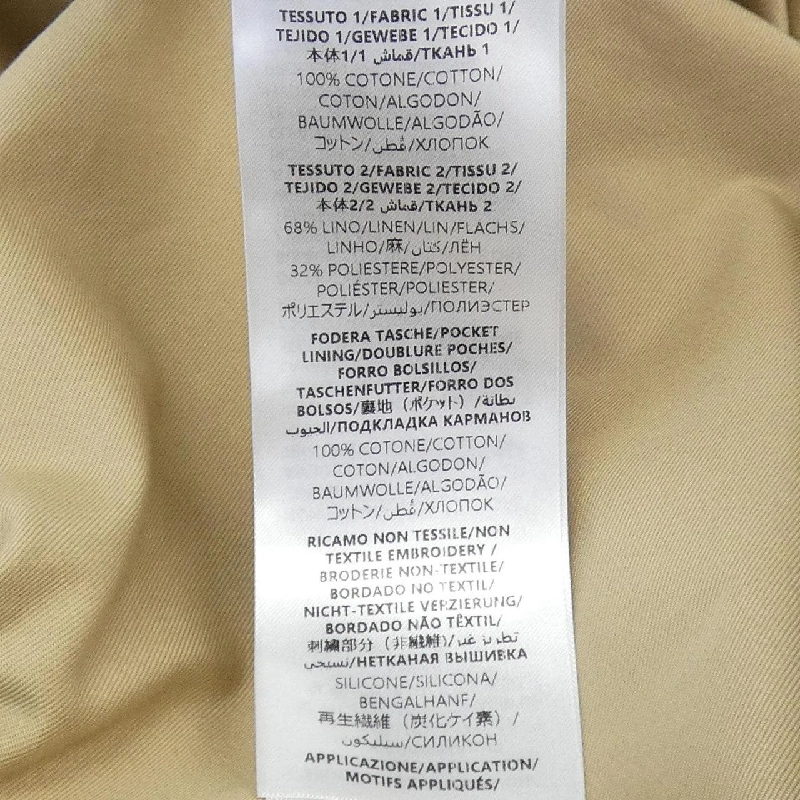 TESSUTO 1/FABRIC 1/TISSU 1/
TEJIDO 1/GEWEBE 1/TECIDO 1/
本体1/1 قماش/ТКАНЬ 1
100% COTONE/COTTON/
COTON/ALGODON/
BAUMWOLLE/ALGODÃO/
コットン/قُطن/ХЛОПОК
TESSUTO 2/FABRIC 2/TISSU 2/
TEJIDO 2/GEWEBE 2/TECIDO 2/
本体2/2 قماش/ТКАНЬ 2
68% LINO/LINEN/LIN/FLACHS/
LINHO/麻/كتان/ЛЁН
32% POLIESTERE/POLYESTER/
POLIÉSTER/POLIESTER/
ポリエステル/بوليستر/ПОЛИЭСТЕР
FODERA TASCHE/POCKET
LINING/DOUBLURE POCHES/
FORRO BOLSILLOS/
TASCHENFUTTER/FORRO DOS
BOLSOS/裏地（ポケット）/بطانة
الجيوب/ПОДКЛАДКА КАРМАНОВ
100% COTONE/COTTON/
COTON/ALGODON/
BAUMWOLLE/ALGODÃO/
コットン/قُطن/ХЛОПОК
RICAMO NON TESSILE/NON
TEXTILE EMBROIDERY /
BRODERIE NON-TEXTILE/
BORDADO NO TEXTIL/
NICHT-TEXTILE VERZIERUNG/
BORDADO NÃO TÊXTIL/
刺繍部分（非繊維）/تطريز غير
نسيجي/НЕТКАНАЯ ВЫШИВКА
SILICONE/SILICONA/
BENGALHANF/
再生繊維（炭化ケイ素）/
سيليكون/СИЛИКОН
APPLICAZIONE/APPLICATION/
MOTIFS APPLIQUÉS/